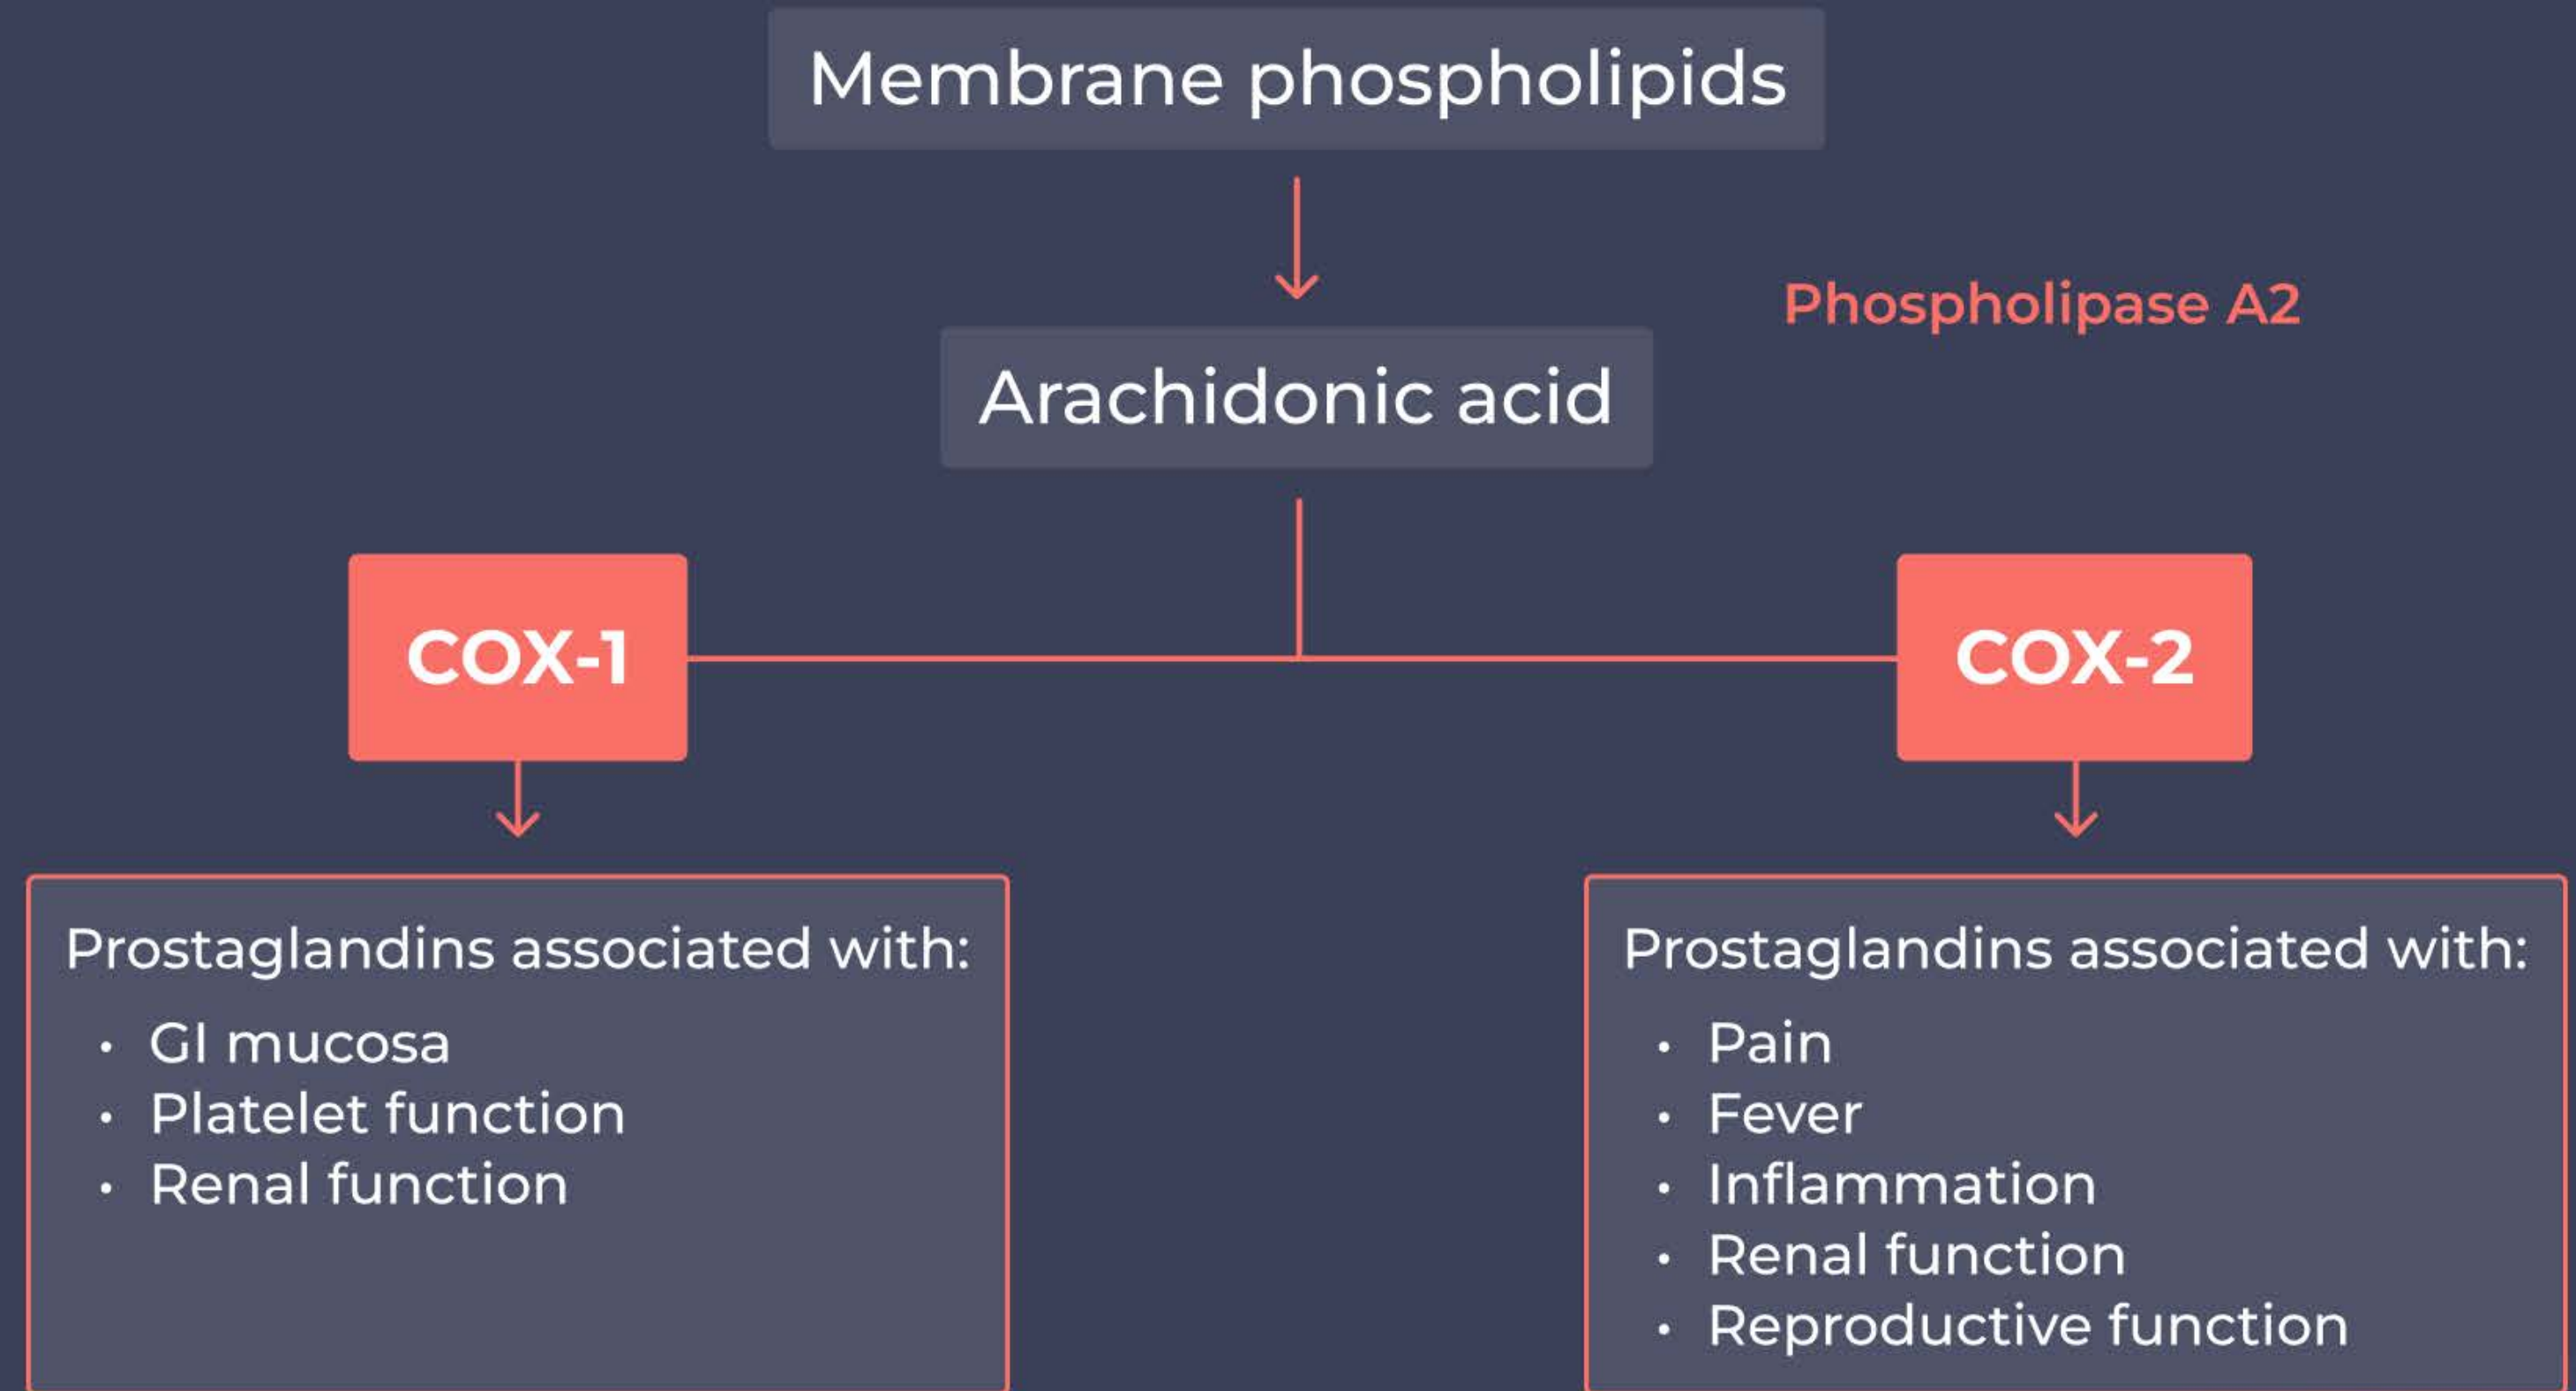 Membrane phospholipids
Phospholipase A2
Arachidonic acid
COX-1
COX-2
Prostaglandins associated with:
• GI mucosa
• Platelet function
• Renal function
Prostaglandins associated with:
• Pain
• Fever
• Inflammation
• Renal function
• Reproductive function